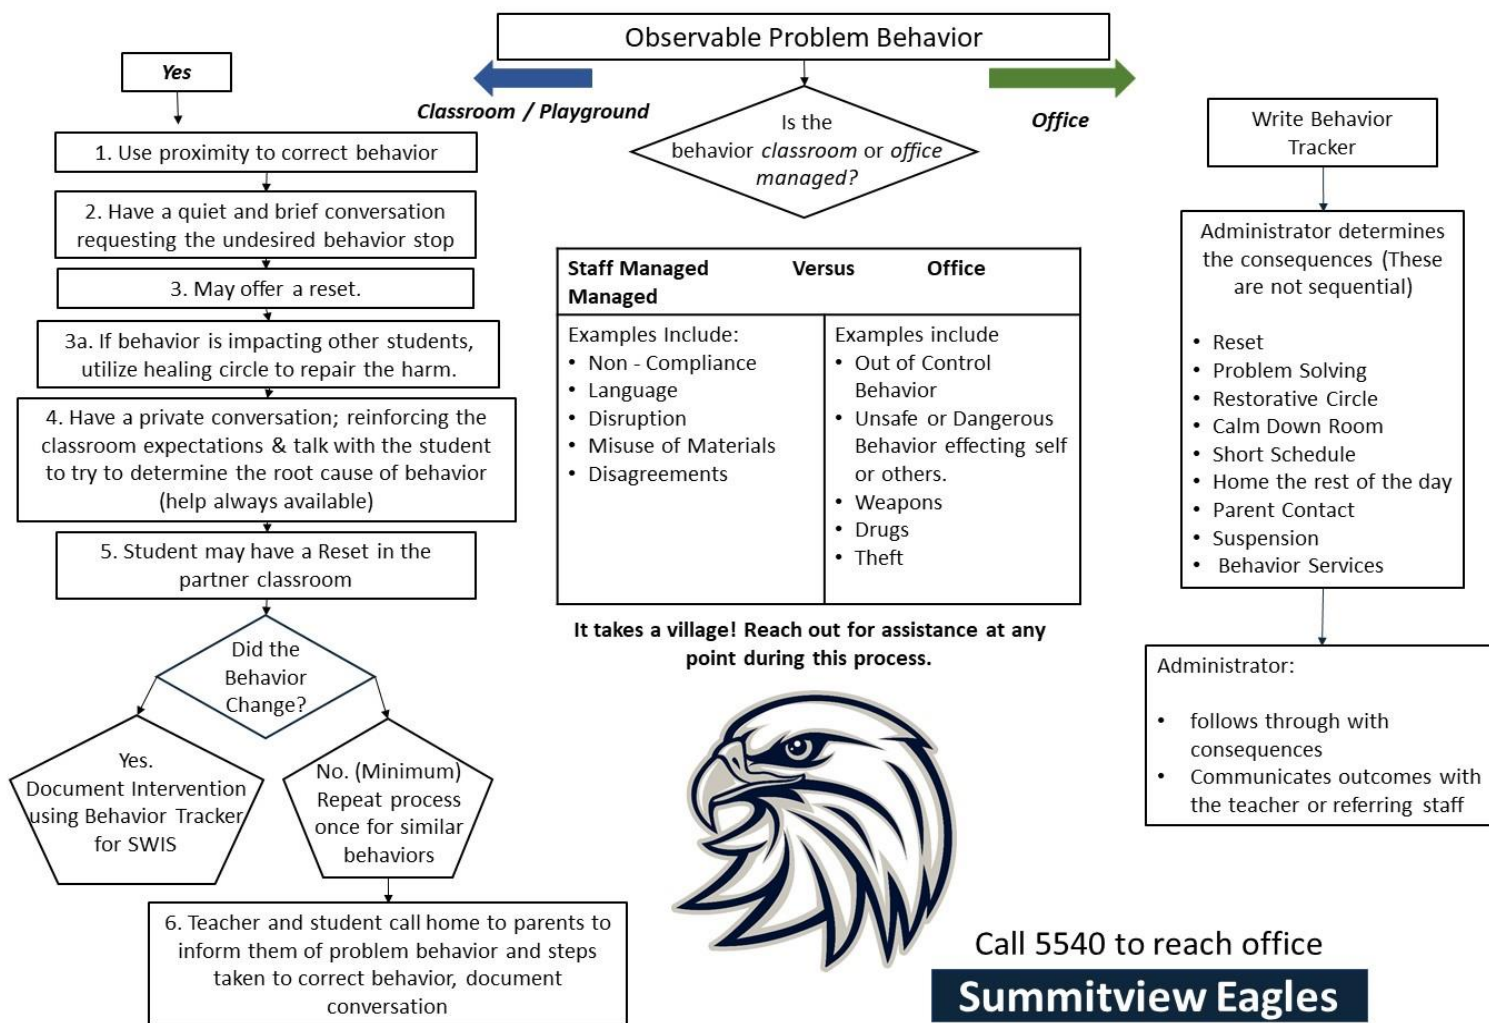 Observable Problem Behavior
Yes
Classroom / Playground
Office
Is the
behavior classroom or office
managed?
1. Use proximity to correct behavior
2. Have a quiet and brief conversation
requesting the undesired behavior stop
3. May offer a reset.
3a. If behavior is impacting other students,
utilize healing circle to repair the harm.
4. Have a private conversation; reinforcing the
classroom expectations & talk with the student
to try to determine the root cause of behavior
(help always available)
5. Student may have a Reset in the
partner classroom
Did the
Behavior
Change?
Yes.
Document Intervention
using Behavior Tracker
for SWIS
No. (Minimum)
Repeat process
once for similar
behaviors
6. Teacher and student call home to parents to
inform them of problem behavior and steps
taken to correct behavior, document
conversation
Staff Managed Versus Office
Managed
Examples Include:
• Non - Compliance
• Language
• Disruption
• Misuse of Materials
• Disagreements
Examples include
• Out of Control
Behavior
• Unsafe or Dangerous
Behavior effecting self
or others.
• Weapons
• Drugs
• Theft
It takes a village! Reach out for assistance at any
point during this process.
Write Behavior
Tracker
Administrator determines
the consequences (These
are not sequential)
• Reset
• Problem Solving
• Restorative Circle
• Calm Down Room
• Short Schedule
• Home the rest of the day
• Parent Contact
• Suspension
• Behavior Services
Administrator:
• follows through with
consequences
• Communicates outcomes with
the teacher or referring staff
Call 5540 to reach office
Summitview Eagles